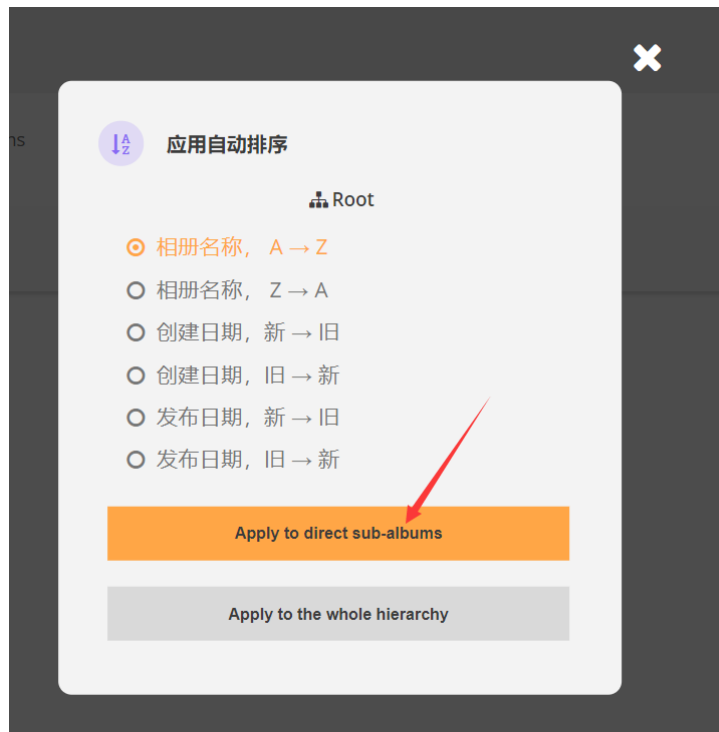 ns
应用自动排序
Root
相册名称， A → Z
相册名称， Z → A
创建日期，新 → 旧
创建日期，旧 → 新
发布日期，新 → 旧
发布日期，旧 → 新
Apply to direct sub-albums
Apply to the whole hierarchy